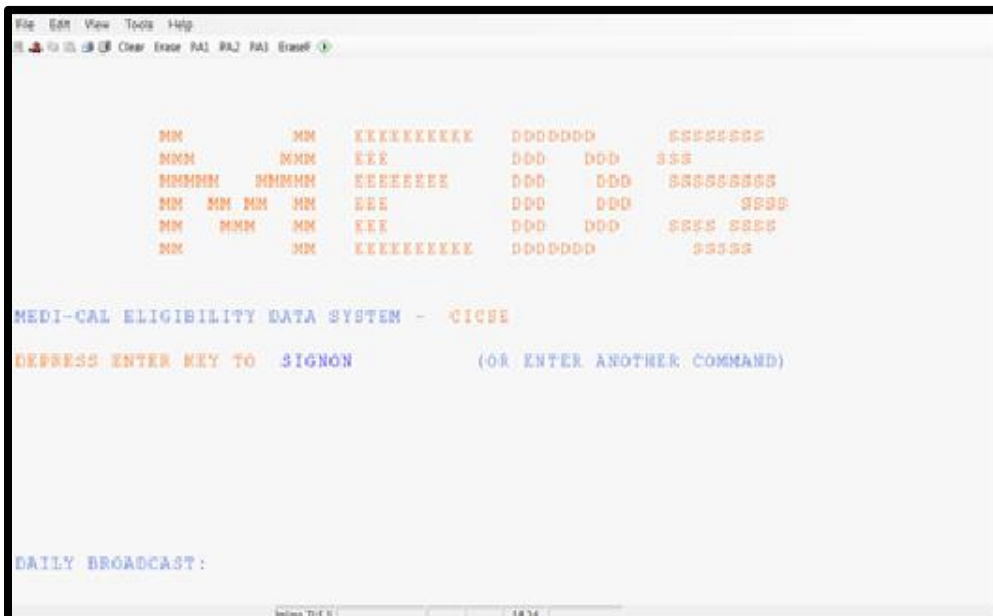 File Edit View Tools Help
Clear Erase PA1 PA2 PA3 EraseF
MM MM EEEEEEEEEE DDDDDDD SSSSSSSS
MMM MMM EEE DDD DDD SSS
MMMMM MMMMM EEEEEEEE DDD DDD SSSSSSSSS
MM MM MM MM EEE DDD DDD SSSS
MM MMM MM EEE DDD DDD SSSS SSSS
MM MM EEEEEEEEEE DDDDDDD SSSSS
MEDI-CAL ELIGIBILITY DATA SYSTEM - CICSE
DEPRESS ENTER KEY TO SIGNON (OR ENTER ANOTHER COMMAND)
DAILY BROADCAST: